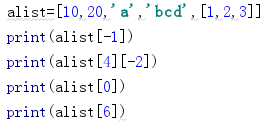 alist=[10,20,'a','bcd',[1,2,3]]
print(alist[-1])
print(alist[4][-2])
print(alist[0])
print(alist[6])